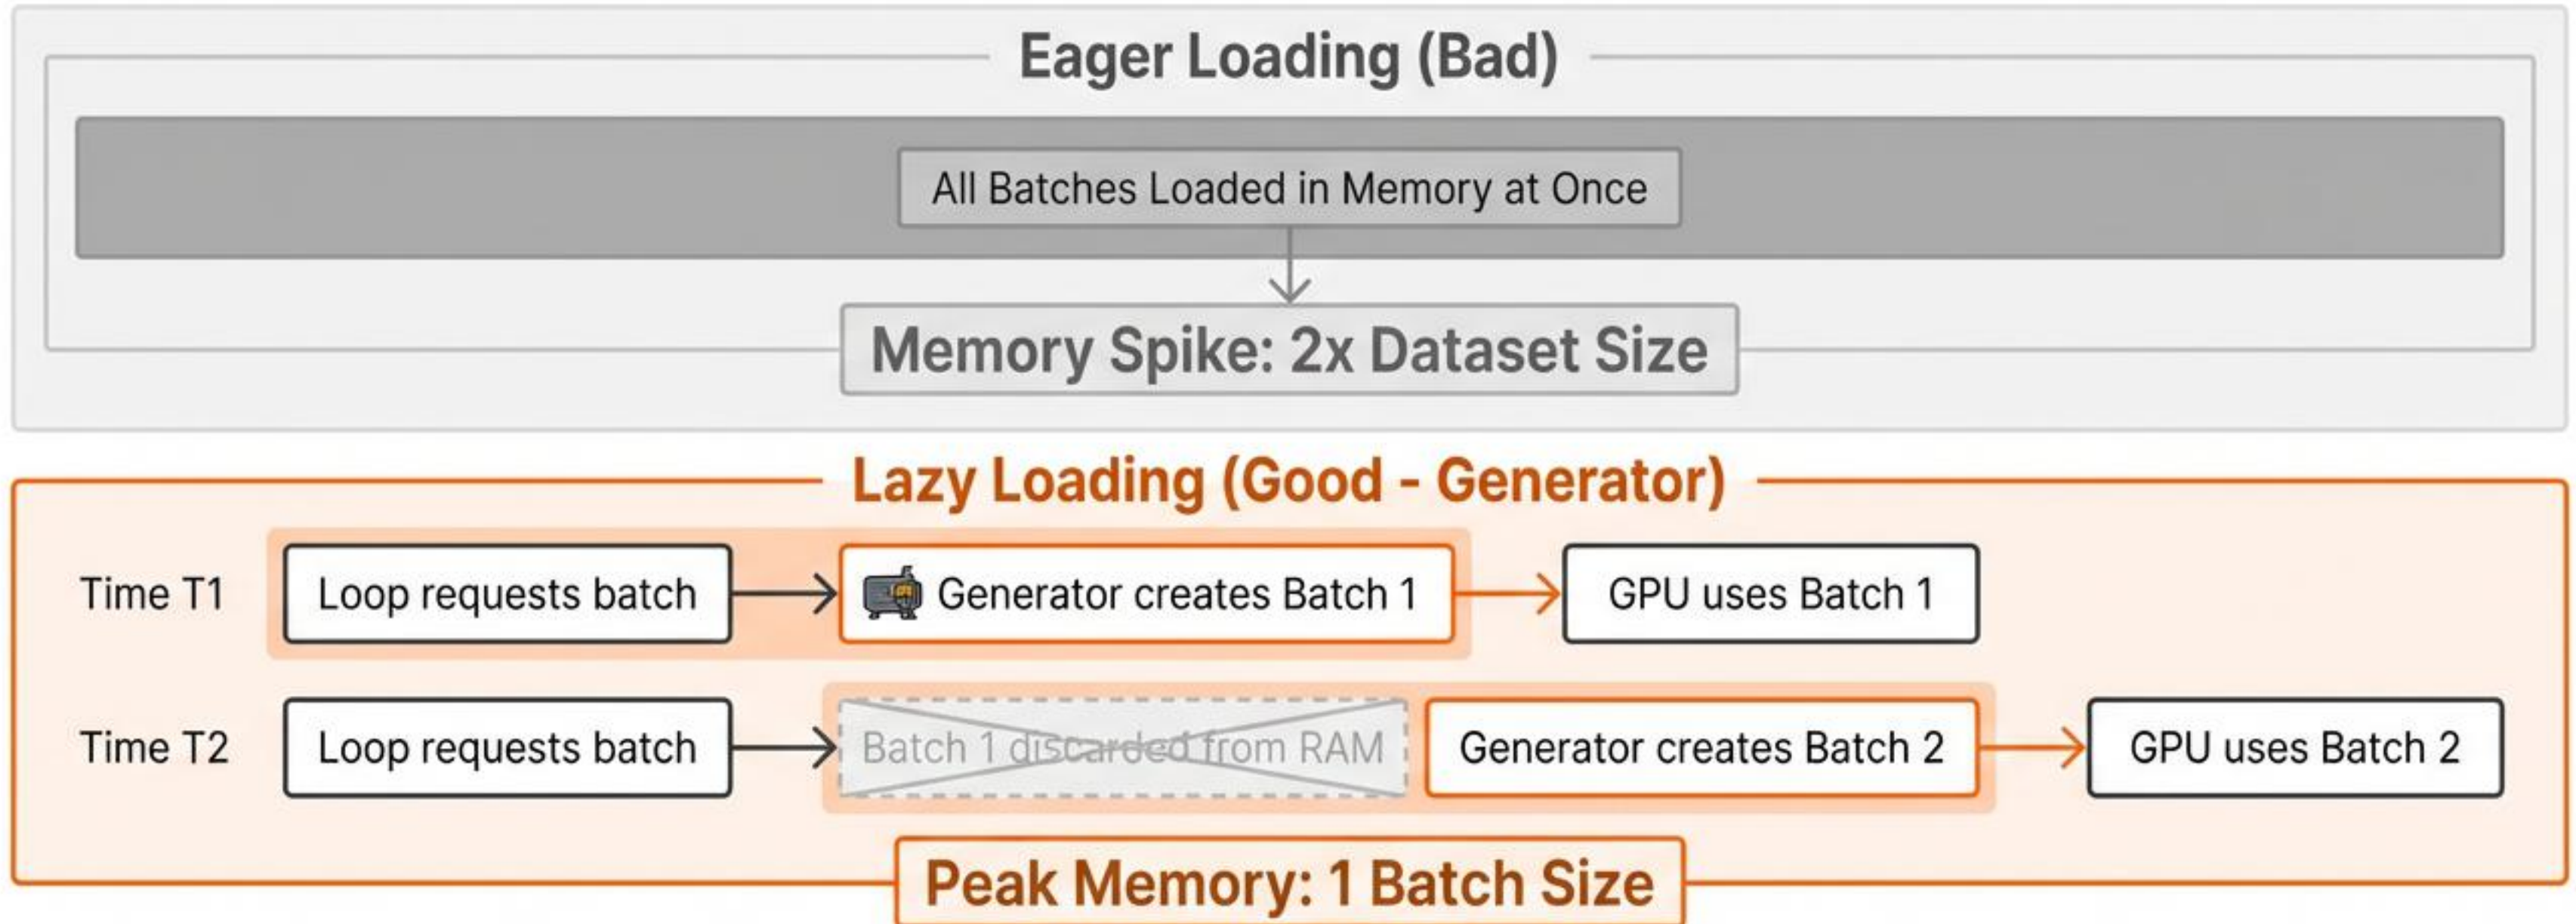 Eager Loading (Bad)
All Batches Loaded in Memory at Once
Memory Spike: 2x Dataset Size
Lazy Loading (Good - Generator)
Time T1
Loop requests batch
Generator creates Batch 1
GPU uses Batch 1
Time T2
Loop requests batch
Batch 1 discarded from RAM
Generator creates Batch 2
GPU uses Batch 2
Peak Memory: 1 Batch Size